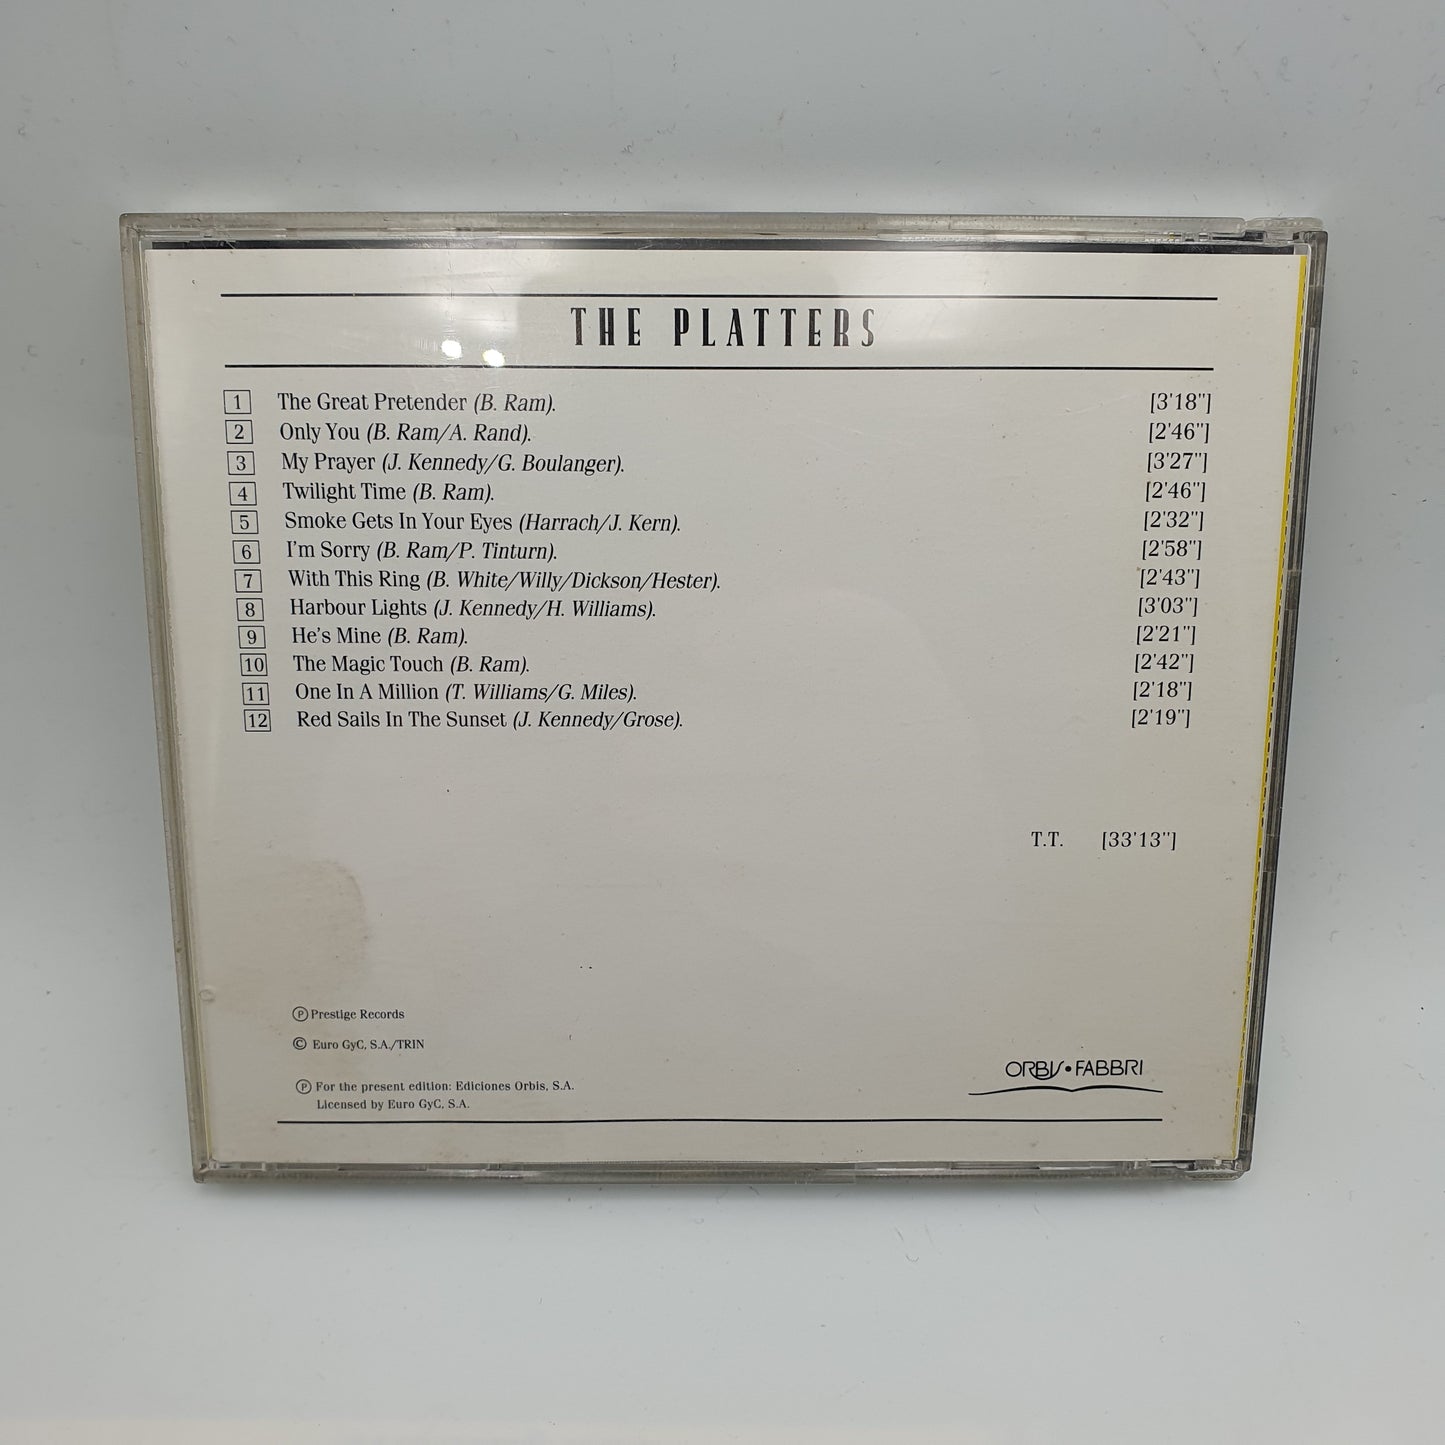 THE PLATTERS
1 The Great Pretender (B. Ram). [3'18"]
2 Only You (B. Ram/A. Rand). [2'46"]
3 My Prayer (J. Kennedy/G. Boulanger). [3'27"]
4 Twilight Time (B. Ram). [2'46"]
5 Smoke Gets In Your Eyes (Harrach/J. Kern). [2'32"]
6 I'm Sorry (B. Ram/P. Tinturn). [2'58"]
7 With This Ring (B. White/Willy/Dickson/Hester). [2'43"]
8 Harbour Lights (J. Kennedy/H. Williams). [3'03"]
9 He's Mine (B. Ram). [2'21"]
10 The Magic Touch (B. Ram). [2'42"]
11 One In A Million (T. Williams/G. Miles). [2'18"]
12 Red Sails In The Sunset (J. Kennedy/Grose). [2'19"]
T.T. [33'13"]
℗ Prestige Records
© Euro GyC, S.A./TRIN
℗ For the present edition: Ediciones Orbis, S.A.
Licensed by Euro GyC, S.A.
ORBIS•FABBRI